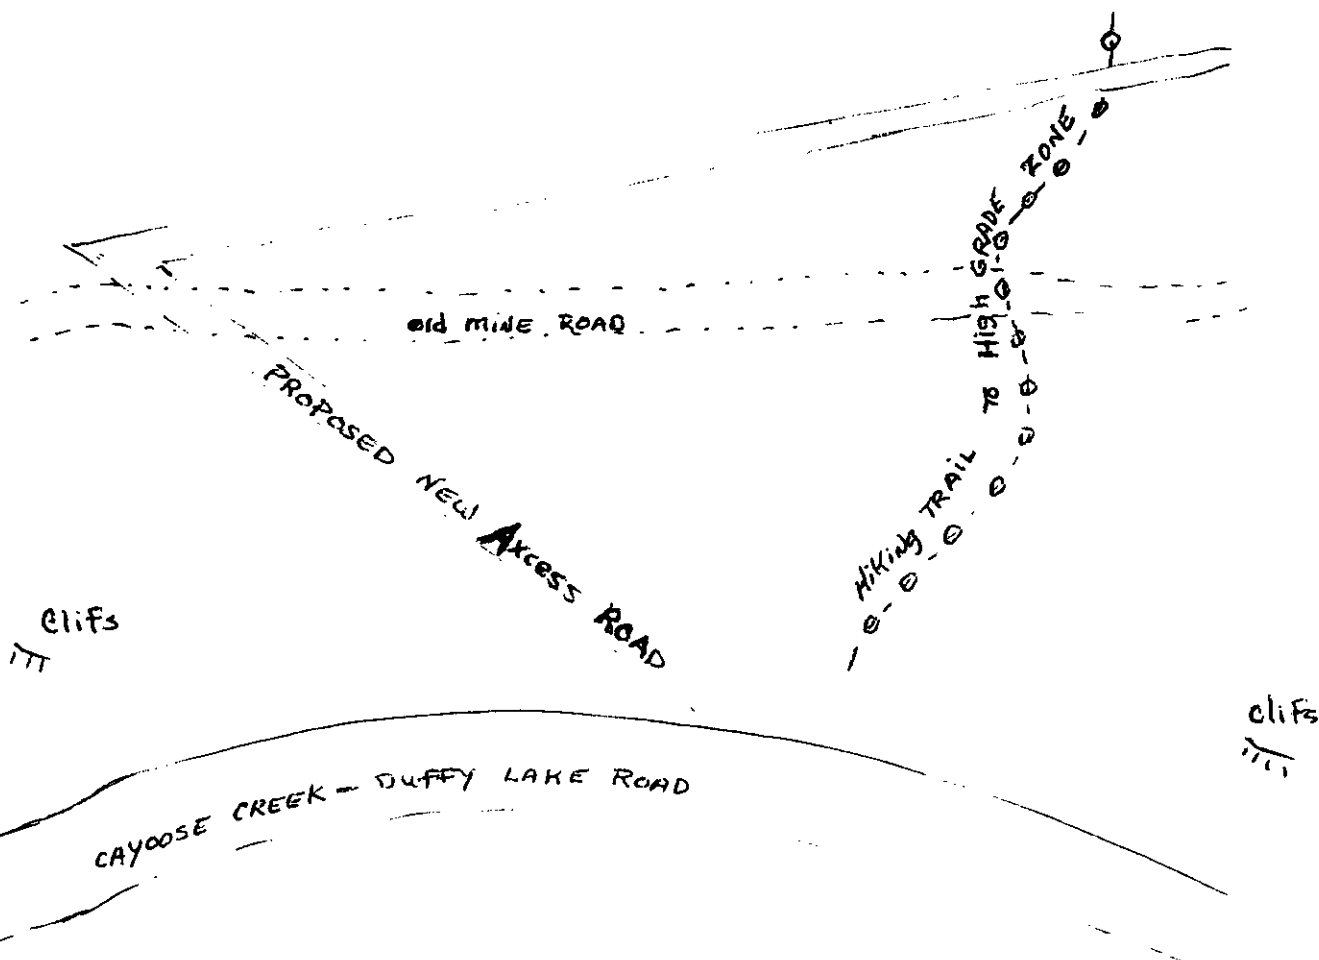 Hiking TRAIL TO High GRADE ZONE
old mine ROAD
PROPOSED NEW Axcess ROAD
Clifs
clifs
CAYOOSE CREEK - DUFFY LAKE ROAD